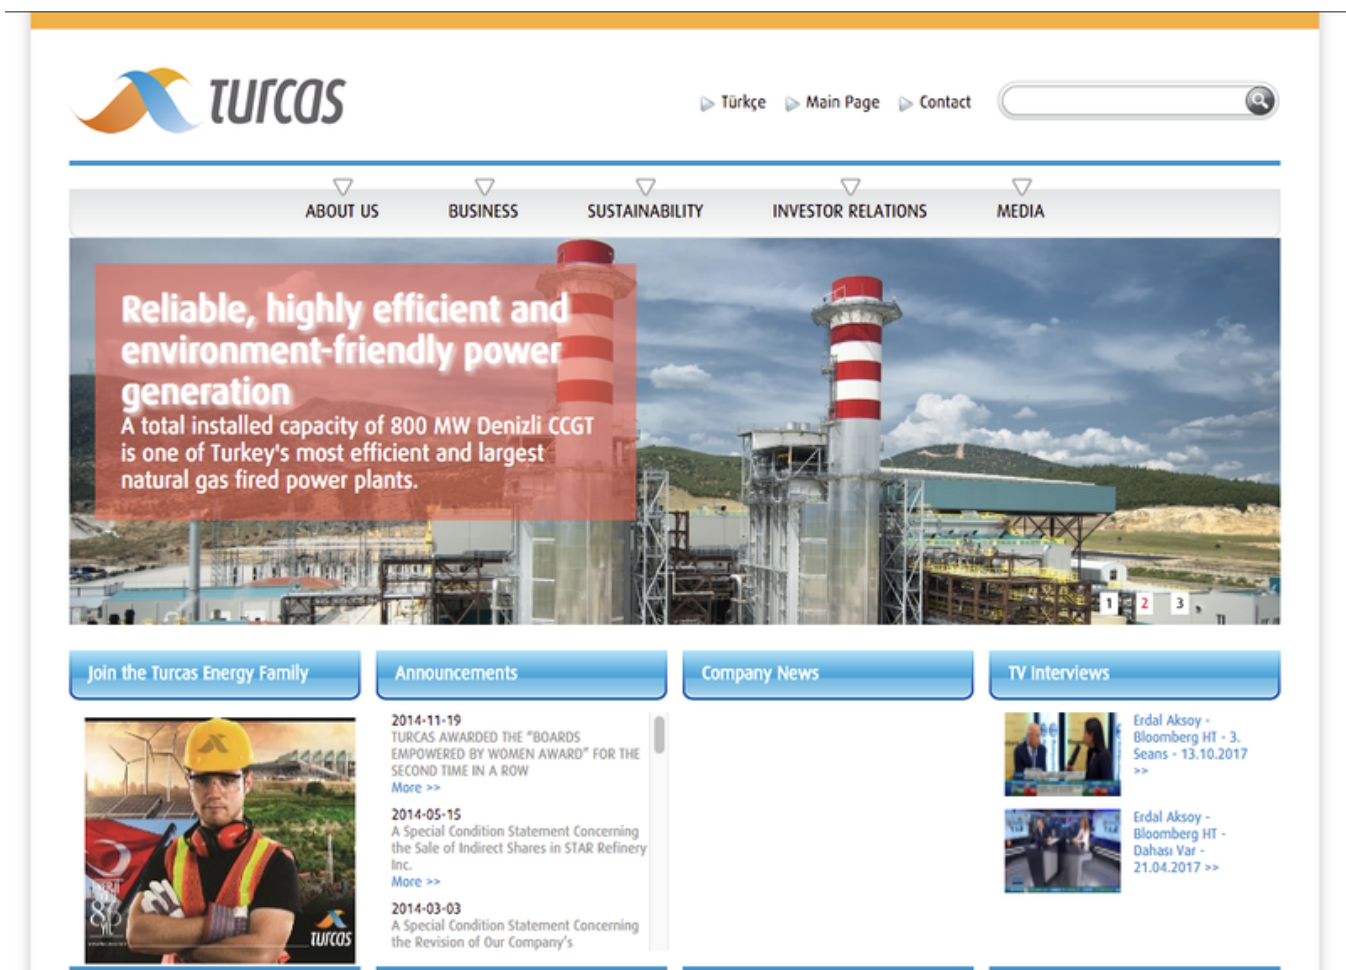 turcas
Türkçe
Main Page
Contact
ABOUT US
BUSINESS
SUSTAINABILITY
INVESTOR RELATIONS
MEDIA
Reliable, highly efficient and
environment-friendly power
generation
A total installed capacity of 800 MW Denizli CCGT
is one of Turkey's most efficient and largest
natural gas fired power plants.
1 2 3
Join the Turcas Energy Family
turcas
Announcements
2014-11-19
TURCAS AWARDED THE “BOARDS
EMPOWERED BY WOMEN AWARD” FOR THE
SECOND TIME IN A ROW
More >>
2014-05-15
A Special Condition Statement Concerning
the Sale of Indirect Shares in STAR Refinery
Inc.
More >>
2014-03-03
A Special Condition Statement Concerning
the Revision of Our Company’s
Company News
TV Interviews
Erdal Aksoy -
Bloomberg HT - 3.
Seans - 13.10.2017
>>
Erdal Aksoy -
Bloomberg HT -
Dahası Var -
21.04.2017 >>